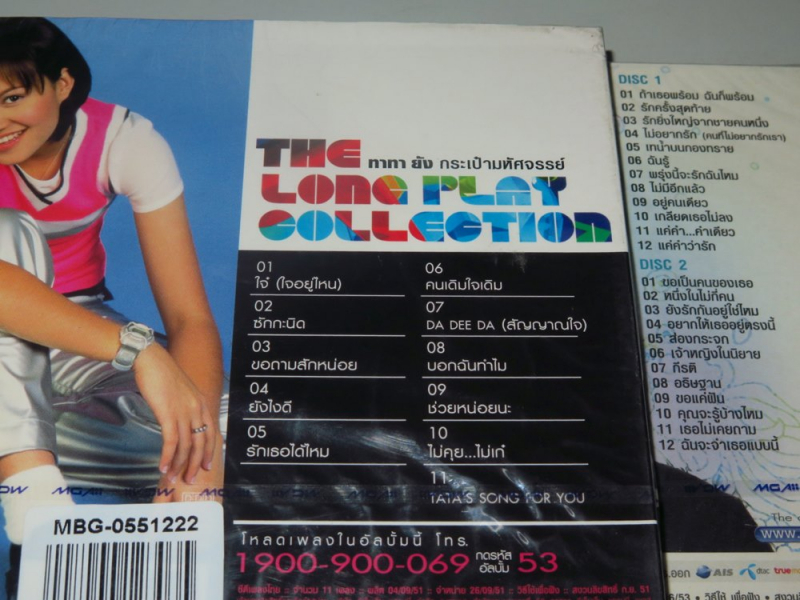 THE
ทาทา ยัง กระเป๋ามหัศจรรย์
LONG PLAY
COLLECTION
01
ใจ๋ (ใจอยู่ไหน)
02
ซักกะนิด
03
ขอถามสักหน่อย
04
ยังไงดี
05
รักเธอได้ไหม
06
คนเดิมใจเดิม
07
DA DEE DA (สัญญาณใจ)
08
บอกฉันทำไม
09
ช่วยหน่อยนะ
10
ไม่คุย...ไม่เก๋
11
TATA'S SONG FOR YOU
MBG-0551222
โหลดเพลงในอัลบั้มนี้ โทร.
1900-900-069 กดรหัสอัลบั้ม 53
DISC 1
01 ถ้าเธอพร้อม ฉันก็พร้อม
02 รักครั้งสุดท้าย
03 รักยิ่งใหญ่จากชายคนหนึ่ง
04 ไม่อยากรัก (คนที่ไม่อยากรักเรา)
05 เทน้ำบนกองทราย
06 ฉันรู้
07 พรุ่งนี้จะรักฉันไหม
08 ไม่มีอีกแล้ว
09 อยู่คนเดียว
10 เกลียดเธอไม่ลง
11 แค่คำ...คำเดียว
12 แค่คำว่ารัก
DISC 2
01 ขอเป็นคนของเธอ
02 หนึ่งในไม่กี่คน
03 ยังรักกันอยู่ใช่ไหม
04 อยากให้เธออยู่ตรงนี้
05 ส่องกระจก
06 เจ้าหญิงในนิยาย
07 ทีรติ
08 อธิษฐาน
09 ขอแค่ฝัน
10 คุณจะรู้บ้างไหม
11 เธอไม่เคยถาม
12 ฉันจะจำเธอแบบนี้
www.
AIS dtac true